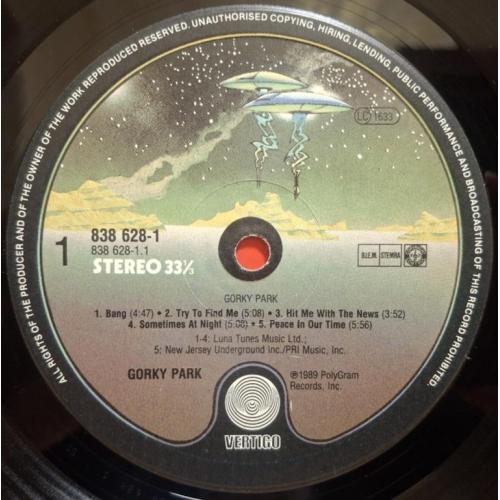 ALL RIGHTS OF THE PRODUCER AND OF THE OWNER OF THE WORK REPRODUCED RESERVED. UNAUTHORISED COPYING, HIRING, LENDING, PUBLIC PERFORMANCE AND BROADCASTING OF THIS RECORD PROHIBITED.
LC 1633
1
838 628-1
838 628-1.1
STEREO 33⅓
B.I.E.M. STEMRA
GORKY PARK
1. Bang (4:47) • 2. Try To Find Me (5:08) • 3. Hit Me With The News (3:52)
4. Sometimes At Night (5:08) • 5. Peace In Our Time (5:56)
1-4: Luna Tunes Music Ltd.;
5: New Jersey Underground Inc./PRI Music, Inc.
GORKY PARK
℗1989 PolyGram
Records, Inc.
VERTIGO